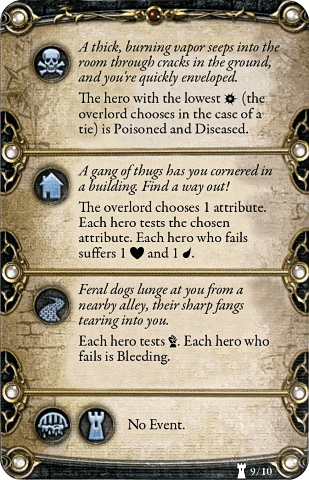 A thick, burning vapor seeps into the
room through cracks in the ground,
and you're quickly enveloped.
The hero with the lowest (the
overlord chooses in the case of a
tie) is Poisoned and Diseased.
A gang of thugs has you cornered in
a building. Find a way out!
The overlord chooses 1 attribute.
Each hero tests the chosen
attribute. Each hero who fails
suffers 1 and 1 .
Feral dogs lunge at you from a
nearby alley, their sharp fangs
tearing into you.
Each hero tests . Each hero who
fails is Bleeding.
No Event.
9/10